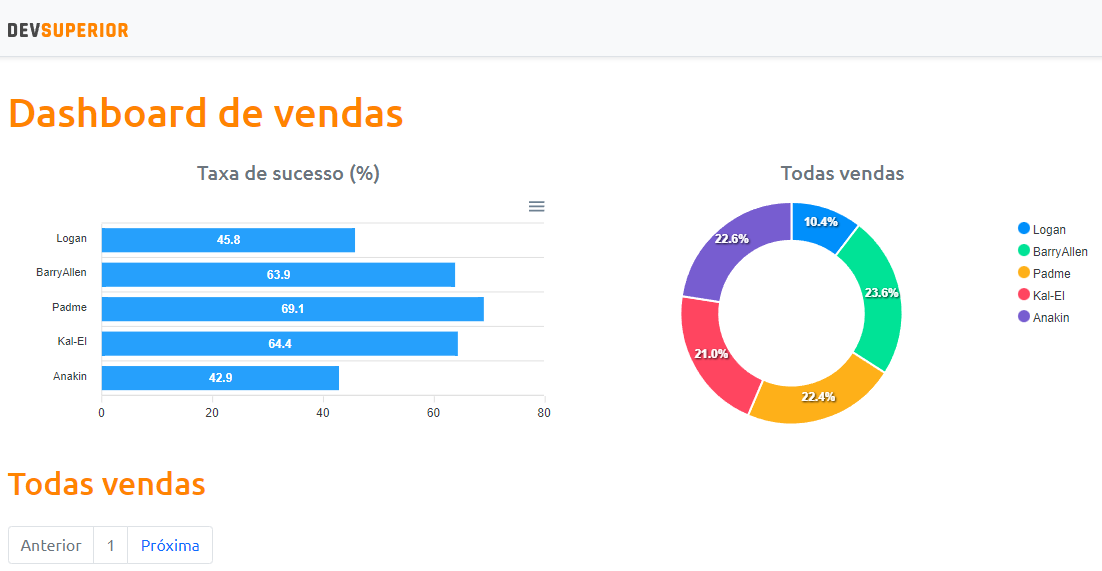 DEVSUPERIOR
Dashboard de vendas
Taxa de sucesso (%)
Logan
45.8
BarryAllen
63.9
Padme
69.1
Kal-El
64.4
Anakin
42.9
0 20 40 60 80
Todas vendas
10.4%
23.6%
22.4%
21.0%
22.6%
Logan
BarryAllen
Padme
Kal-El
Anakin
Todas vendas
Anterior 1 Próxima